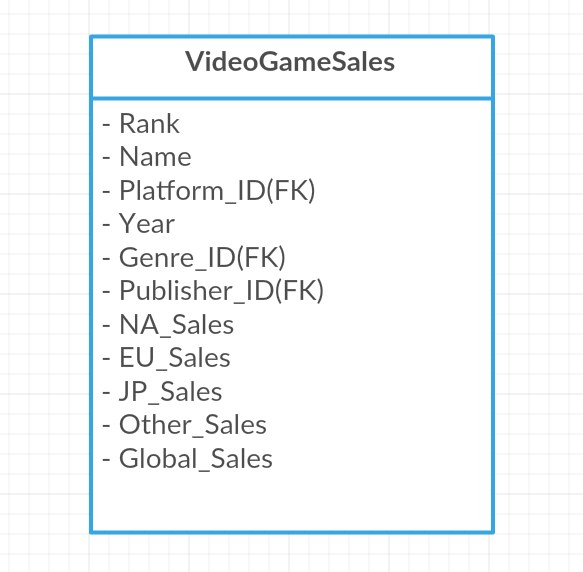 VideoGameSales
- Rank
- Name
- Platform_ID(FK)
- Year
- Genre_ID(FK)
- Publisher_ID(FK)
- NA_Sales
- EU_Sales
- JP_Sales
- Other_Sales
- Global_Sales